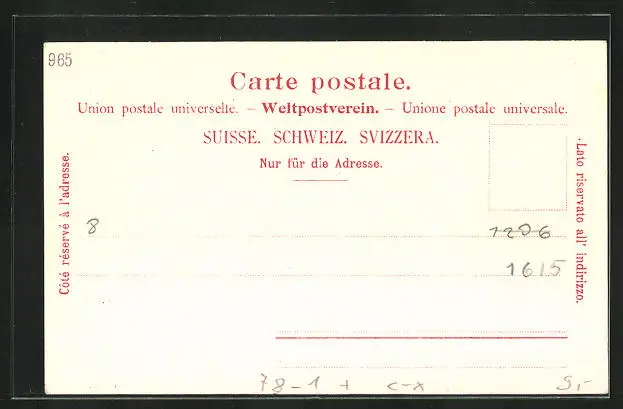 965
Carte postale.
Union postale universelle. – Weltpostverein. – Unione postale universale.
SUISSE. SCHWEIZ. SVIZZERA.
Nur für die Adresse.
Côté réservé à l'adresse.
Lato riservato all' indirizzo.
8
1206
1615
78-1 + c-x
9,-